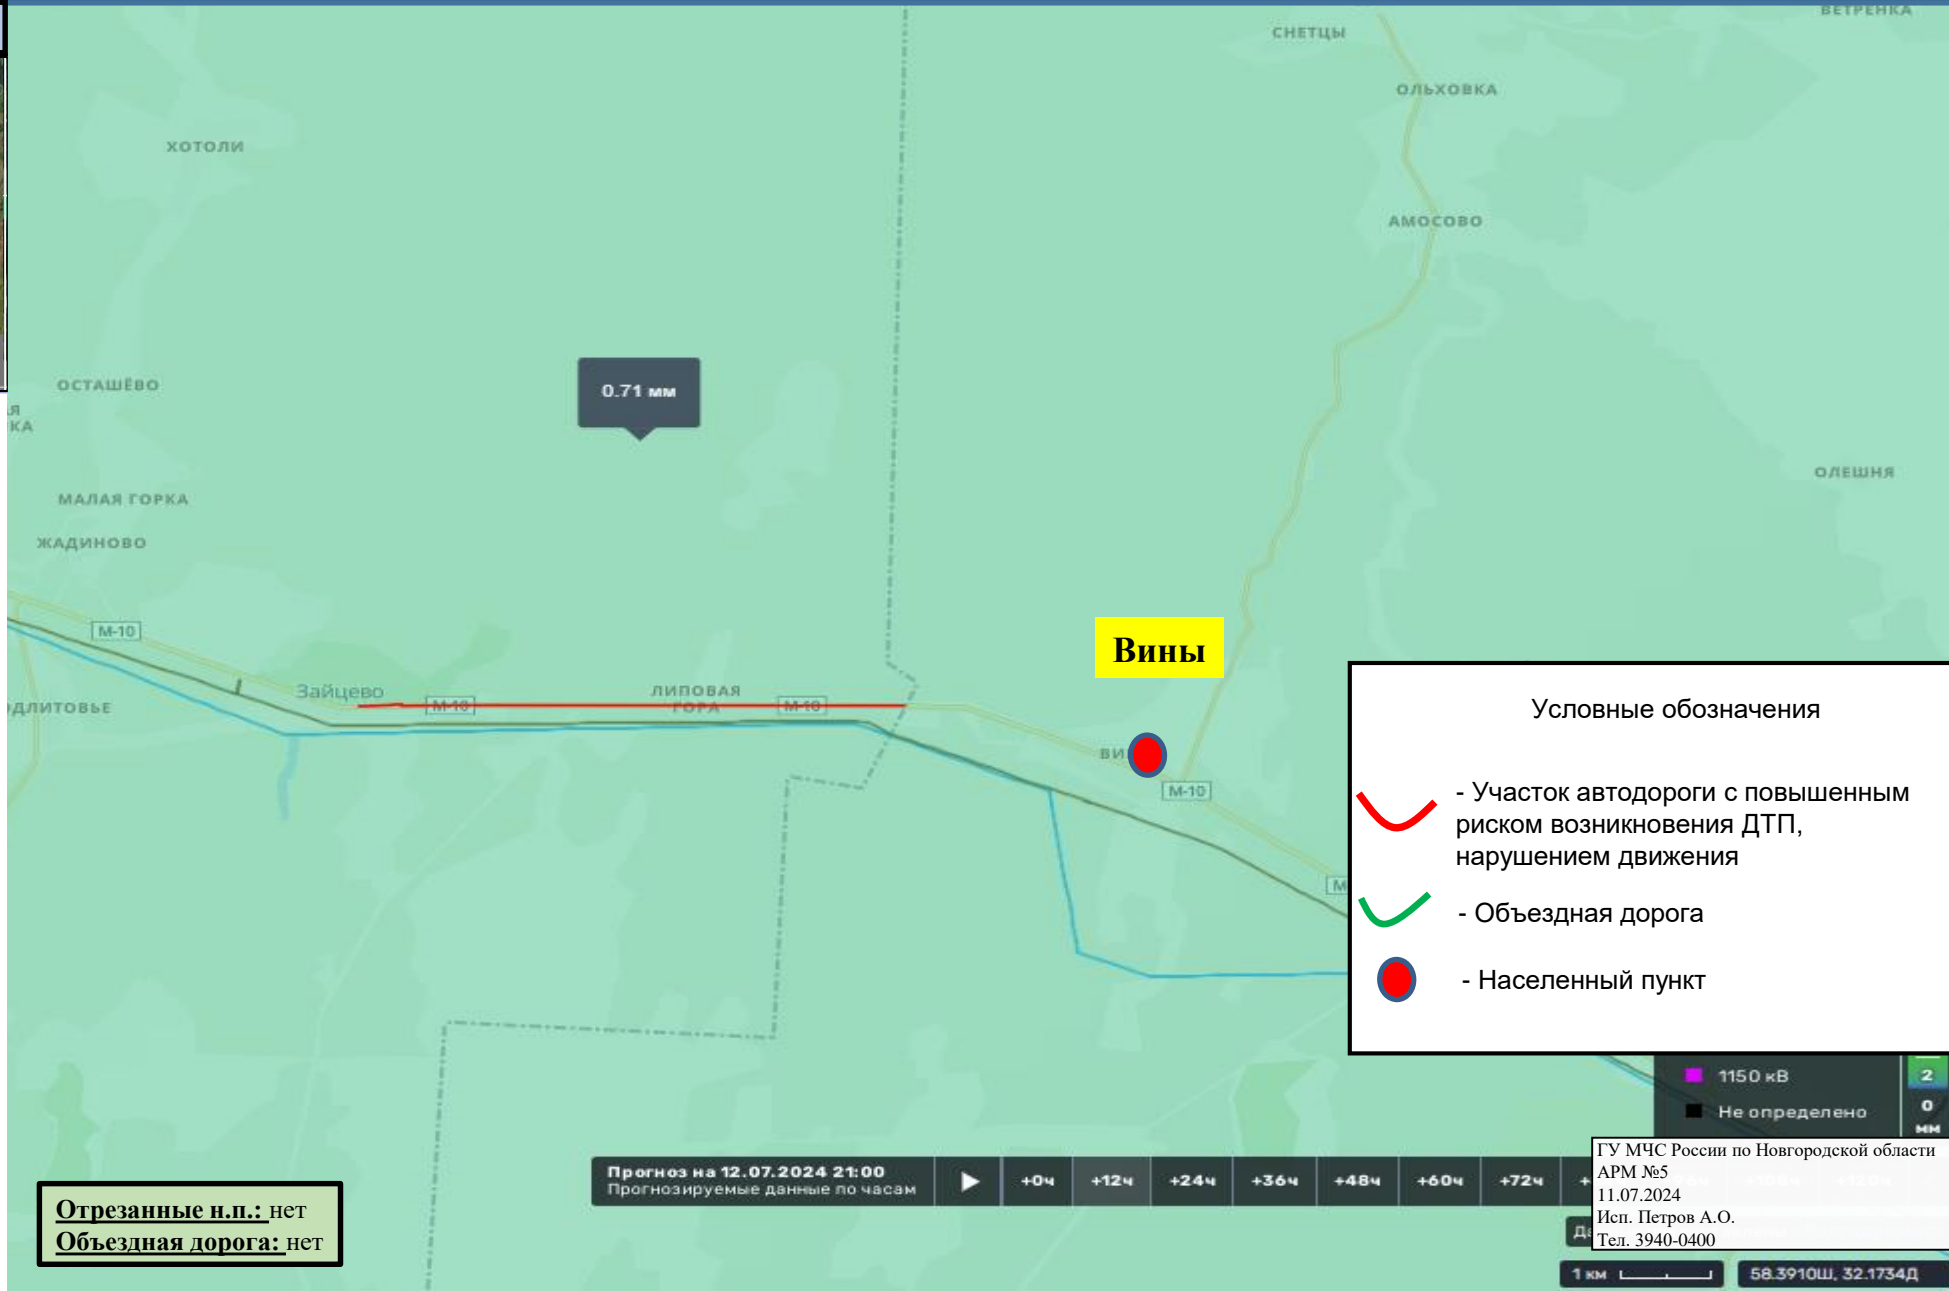 ВЕТРЕНКА
СНЕТЦЫ
ОЛЬХОВКА
ХОТОЛИ
АМОСОВО
ОСТАШЁВО
0.71 мм
ОЛЕШНЯ
МАЛАЯ ГОРКА
ЖАДИНОВО
М-10
Вины
Зайцево
М-10
ЛИПОВАЯ
ГОРА
М-10
М-10
Условные обозначения
- Участок автодороги с повышенным
риском возникновения ДТП,
нарушением движения
- Объездная дорога
- Населенный пункт
1150 кВ
2
Не определено
0
мм
Прогноз на 12.07.2024 21:00
Прогнозируемые данные по часам
+0ч
+12ч
+24ч
+36ч
+48ч
+60ч
+72ч
ГУ МЧС России по Новгородской области
АРМ №5
11.07.2024
Исп. Петров А.О.
Тел. 3940-0400
Отрезанные н.п.: нет
Объездная дорога: нет
1 км
58.3910Ш, 32.1734Д